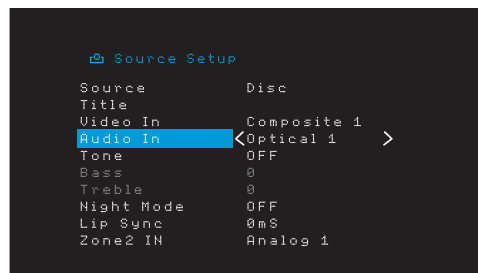 Source Setup
Source Disc
Title
Video In Composite 1
Audio In <Optical 1 >
Tone OFF
Bass 0
Treble 0
Night Mode OFF
Lip Sync 0mS
Zone2 IN Analog 1